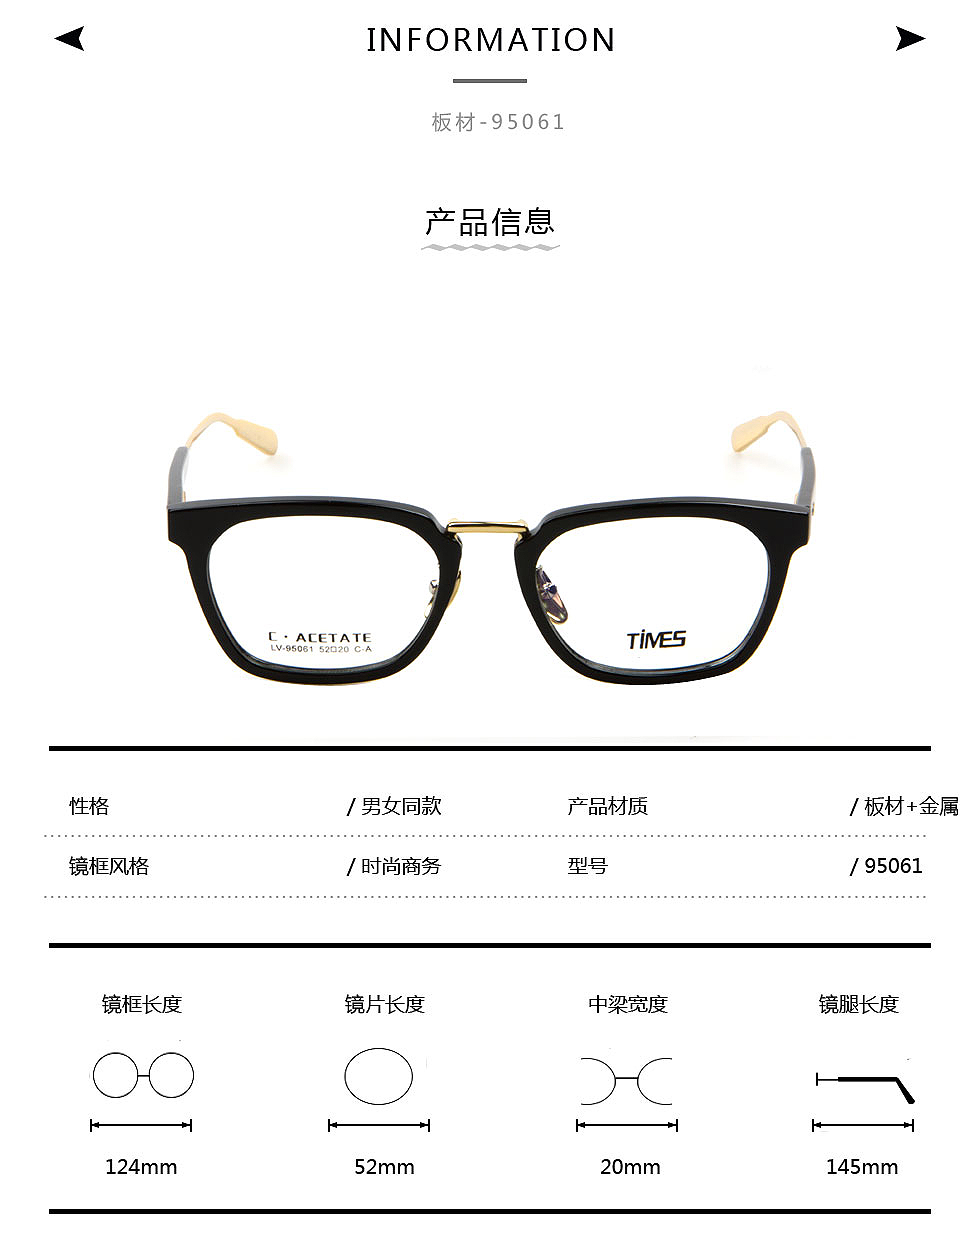 INFORMATION
板材-95061
产品信息
C·ACETATE
LV-95061 52□20 C-A
TiMES
性格 / 男女同款 产品材质 / 板材+金属
镜框风格 / 时尚商务 型号 / 95061
镜框长度 镜片长度 中梁宽度 镜腿长度
124mm 52mm 20mm 145mm